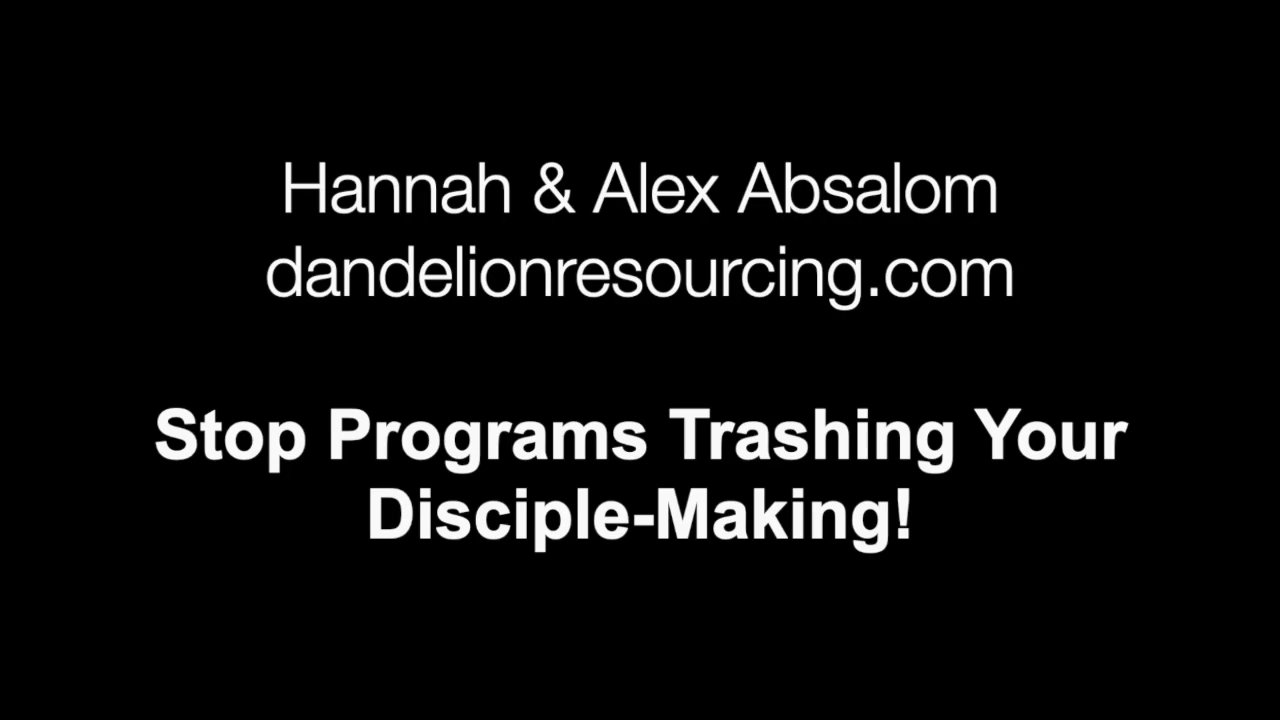 Hannah & Alex Absalom
dandelionresourcing.com
Stop Programs Trashing Your
Disciple-Making!